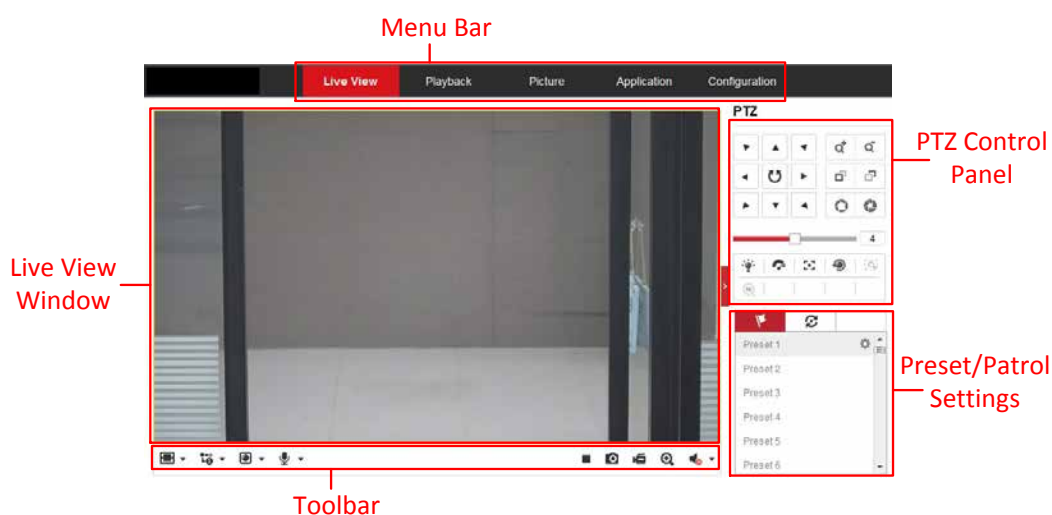 Menu Bar
Live View Playback Picture Application Configuration
PTZ
PTZ Control
Panel
4
Live View
Window
Preset 1
Preset 2
Preset 3
Preset 4
Preset 5
Preset 6
Preset/Patrol
Settings
Toolbar